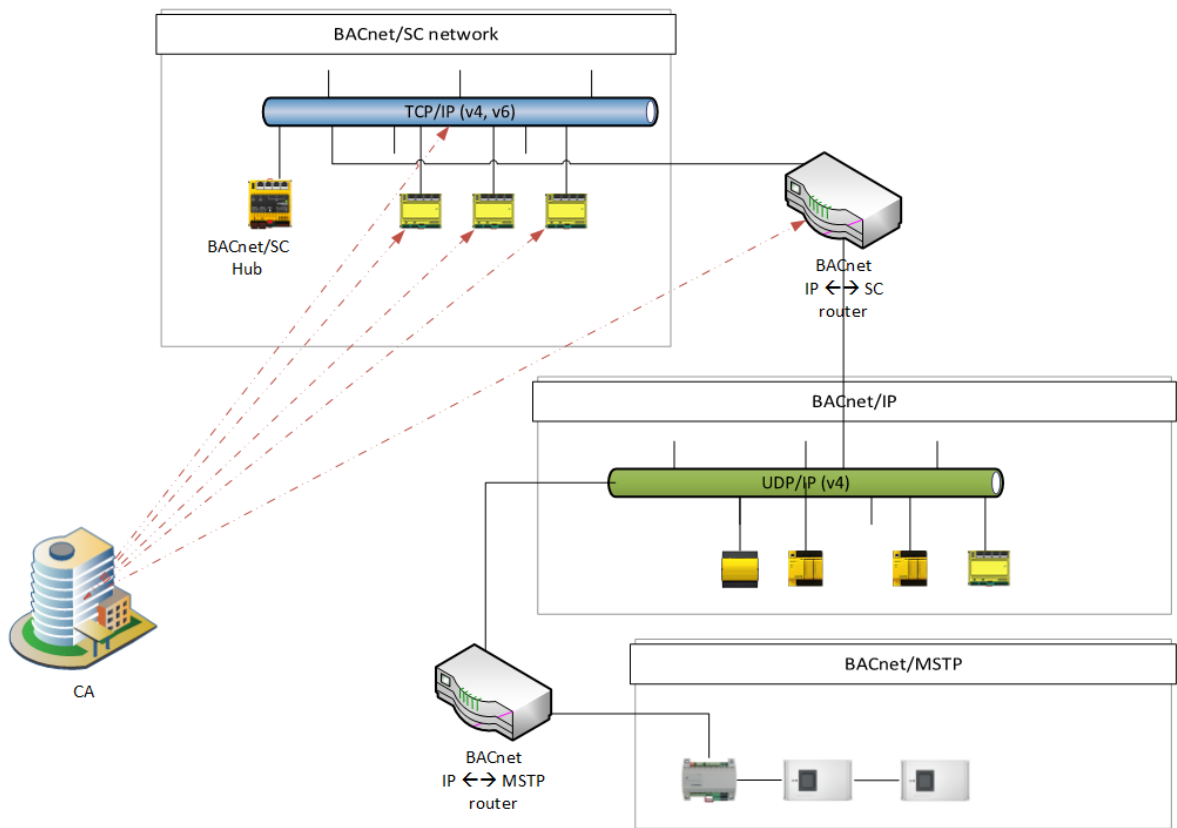 BACnet/SC network
TCP/IP (v4, v6)
BACnet/SC
Hub
BACnet
IP ←→ SC
router
BACnet/IP
UDP/IP (v4)
CA
BACnet
IP ←→ MSTP
router
BACnet/MSTP